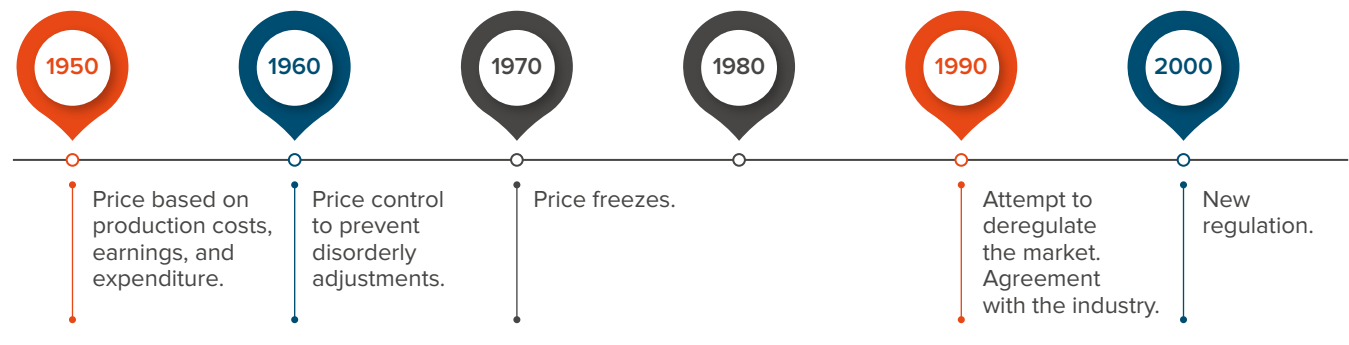 1950
1960
1970
1980
1990
2000
Price based on
production costs,
earnings, and
expenditure.
Price control
to prevent
disorderly
adjustments.
Price freezes.
Attempt to
deregulate
the market.
Agreement
with the industry.
New
regulation.